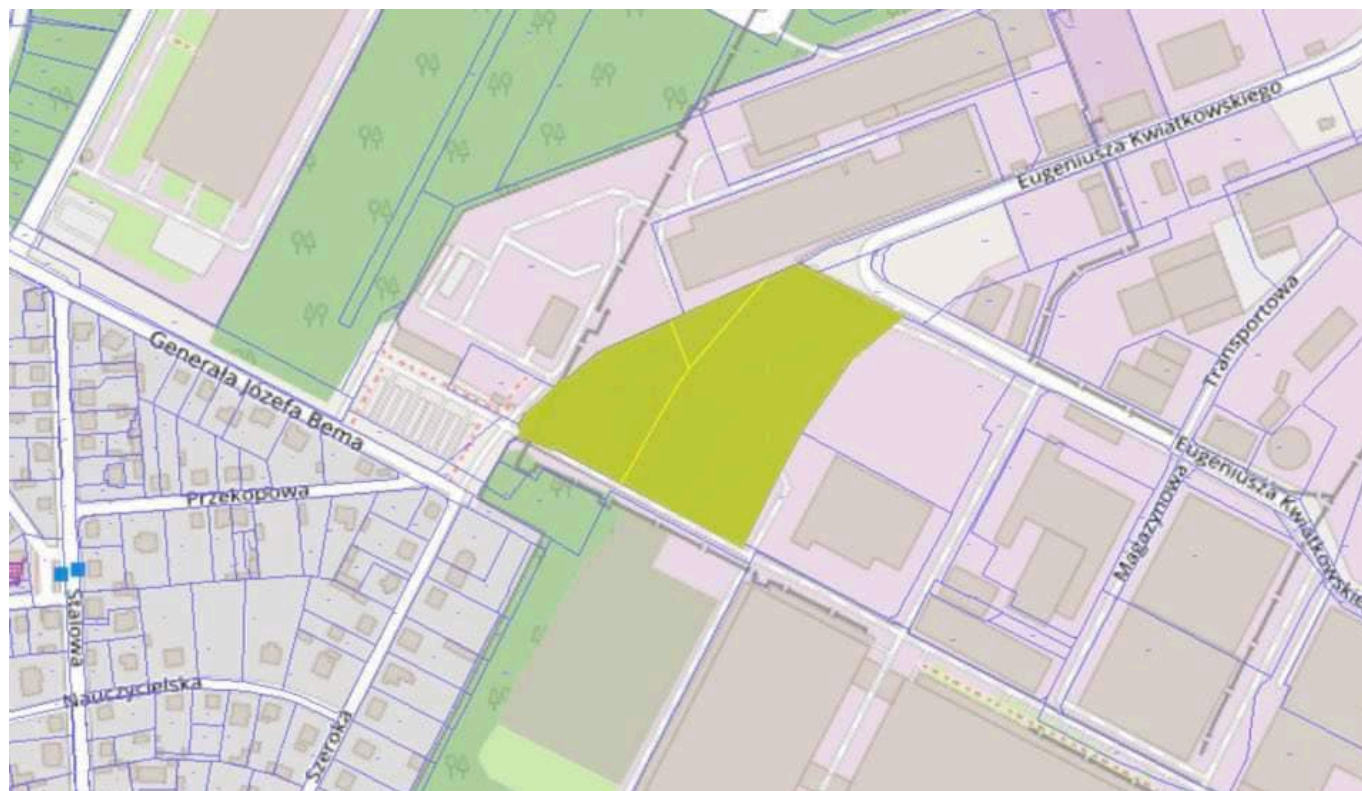 Eugeniusza Kwiatkowskiego
Transportowa
Generała Józefa Bema
Eugeniusza Kwiatkowskie
Przekopowa
Magazynowa
Stalowa
Nauczycielska
Szeroka